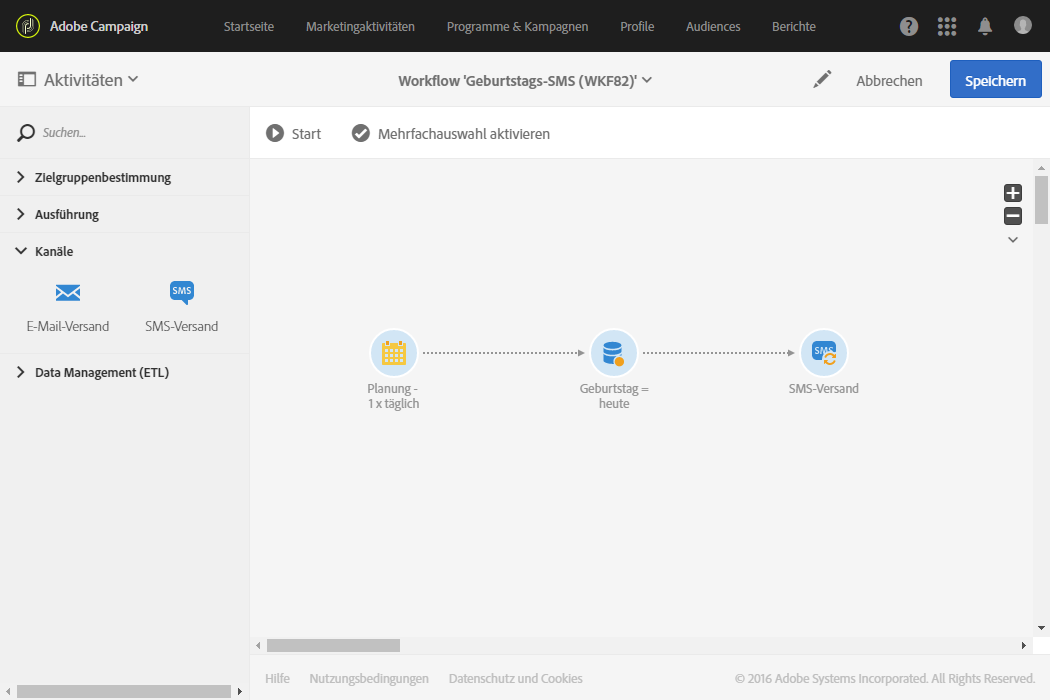 Adobe Campaign
Startseite
Marketingaktivitäten
Programme & Kampagnen
Profile
Audiences
Berichte
Aktivitäten
Workflow 'Geburtstags-SMS (WKF82)'
Abbrechen
Speichern
Suchen...
Start
Mehrfachauswahl aktivieren
Zielgruppenbestimmung
Ausführung
Kanäle
SMS
E-Mail-Versand
SMS-Versand
Data Management (ETL)
SMS
Planung -
1 x täglich
Geburtstag =
heute
SMS-Versand
Hilfe
Nutzungsbedingungen
Datenschutz und Cookies
© 2016 Adobe Systems Incorporated. All Rights Reserved.